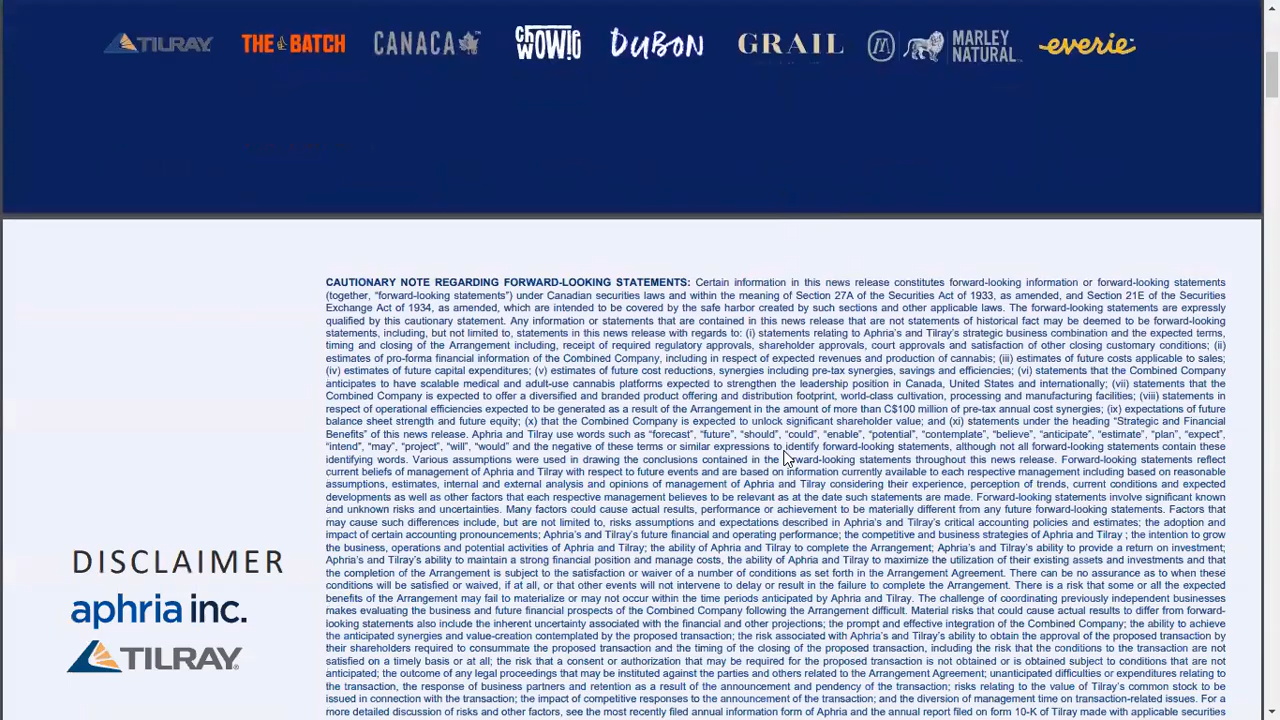 TILRAY THE BATCH CANACA chOWIE DUBON GRAIL MARLEY NATURAL everie
CAUTIONARY NOTE REGARDING FORWARD-LOOKING STATEMENTS: Certain information in this news release constitutes forward-looking information or forward-looking statements
(together, “forward-looking statements”) under Canadian securities laws and within the meaning of Section 27A of the Securities Act of 1933, as amended, and Section 21E of the Securities
Exchange Act of 1934, as amended, which are intended to be covered by the safe harbor created by such sections and other applicable laws. The forward-looking statements are expressly
qualified by this cautionary statement. Any information or statements that are contained in this news release that are not statements of historical fact may be deemed to be forward-looking
statements, including, but not limited to, statements in this news release with regards to: (i) statements relating to Aphria’s and Tilray’s strategic business combination and the expected terms,
timing and closing of the Arrangement including, receipt of required regulatory approvals, shareholder approvals, court approvals and satisfaction of other closing customary conditions; (ii)
estimates of pro-forma financial information of the Combined Company, including in respect of expected revenues and production of cannabis; (iii) estimates of future costs applicable to sales;
(iv) estimates of future capital expenditures; (v) estimates of future cost reductions, synergies including pre-tax synergies, savings and efficiencies; (vi) statements that the Combined Company
anticipates to have scalable medical and adult-use cannabis platforms expected to strengthen the leadership position in Canada, United States and internationally; (vii) statements that the
Combined Company is expected to offer a diversified and branded product offering and distribution footprint, world-class cultivation, processing and manufacturing facilities; (viii) statements in
respect of operational efficiencies expected to be generated as a result of the Arrangement in the amount of more than C$100 million of pre-tax annual cost synergies; (ix) expectations of future
balance sheet strength and future equity; (x) that the Combined Company is expected to unlock significant shareholder value; and (xi) statements under the heading “Strategic and Financial
Benefits” of this news release. Aphria and Tilray use words such as “forecast”, “future”, “should”, “could”, “enable”, “potential”, “contemplate”, “believe”, “anticipate”, “estimate”, “plan”, “expect”,
“intend”, “may”, “project”, “will”, “would” and the negative of these terms or similar expressions to identify forward-looking statements, although not all forward-looking statements contain these
identifying words. Various assumptions were used in drawing the conclusions contained in the forward-looking statements throughout this news release. Forward-looking statements reflect
current beliefs of management of Aphria and Tilray with respect to future events and are based on information currently available to each respective management including based on reasonable
assumptions, estimates, internal and external analysis and opinions of management of Aphria and Tilray considering their experience, perception of trends, current conditions and expected
developments as well as other factors that each respective management believes to be relevant as at the date such statements are made. Forward-looking statements involve significant known
and unknown risks and uncertainties. Many factors could cause actual results, performance or achievement to be materially different from any future forward-looking statements. Factors that
may cause such differences include, but are not limited to, risks assumptions and expectations described in Aphria’s and Tilray’s critical accounting policies and estimates; the adoption and
impact of certain accounting pronouncements; Aphria’s and Tilray’s future financial and operating performance; the competitive and business strategies of Aphria and Tilray ; the intention to grow
the business, operations and potential activities of Aphria and Tilray; the ability of Aphria and Tilray to complete the Arrangement; Aphria’s and Tilray’s ability to provide a return on investment;
Aphria’s and Tilray’s ability to maintain a strong financial position and manage costs, the ability of Aphria and Tilray to maximize the utilization of their existing assets and investments and that
the completion of the Arrangement is subject to the satisfaction or waiver of a number of conditions as set forth in the Arrangement Agreement. There can be no assurance as to when these
conditions will be satisfied or waived, if at all, or that other events will not intervene to delay or result in the failure to complete the Arrangement. There is a risk that some or all the expected
benefits of the Arrangement may fail to materialize or may not occur within the time periods anticipated by Aphria and Tilray. The challenge of coordinating previously independent businesses
makes evaluating the business and future financial prospects of the Combined Company following the Arrangement difficult. Material risks that could cause actual results to differ from forward-
looking statements also include the inherent uncertainty associated with the financial and other projections; the prompt and effective integration of the Combined Company; the ability to achieve
the anticipated synergies and value-creation contemplated by the proposed transaction; the risk associated with Aphria’s and Tilray’s ability to obtain the approval of the proposed transaction by
their shareholders required to consummate the proposed transaction and the timing of the closing of the proposed transaction, including the risk that the conditions to the transaction are not
satisfied on a timely basis or at all; the risk that a consent or authorization that may be required for the proposed transaction is not obtained or is obtained subject to conditions that are not
anticipated; the outcome of any legal proceedings that may be instituted against the parties and others related to the Arrangement Agreement; unanticipated difficulties or expenditures relating to
the transaction, the response of business partners and retention as a result of the announcement and pendency of the transaction; risks relating to the value of Tilray’s common stock to be
issued in connection with the transaction; the impact of competitive responses to the announcement of the transaction; and the diversion of management time on transaction-related issues. For a
more detailed discussion of risks and other factors, see the most recently filed annual information form of Aphria and the annual report filed on form 10-K of Tilray made with applicable securities
DISCLAIMER
aphria inc.
TILRAY